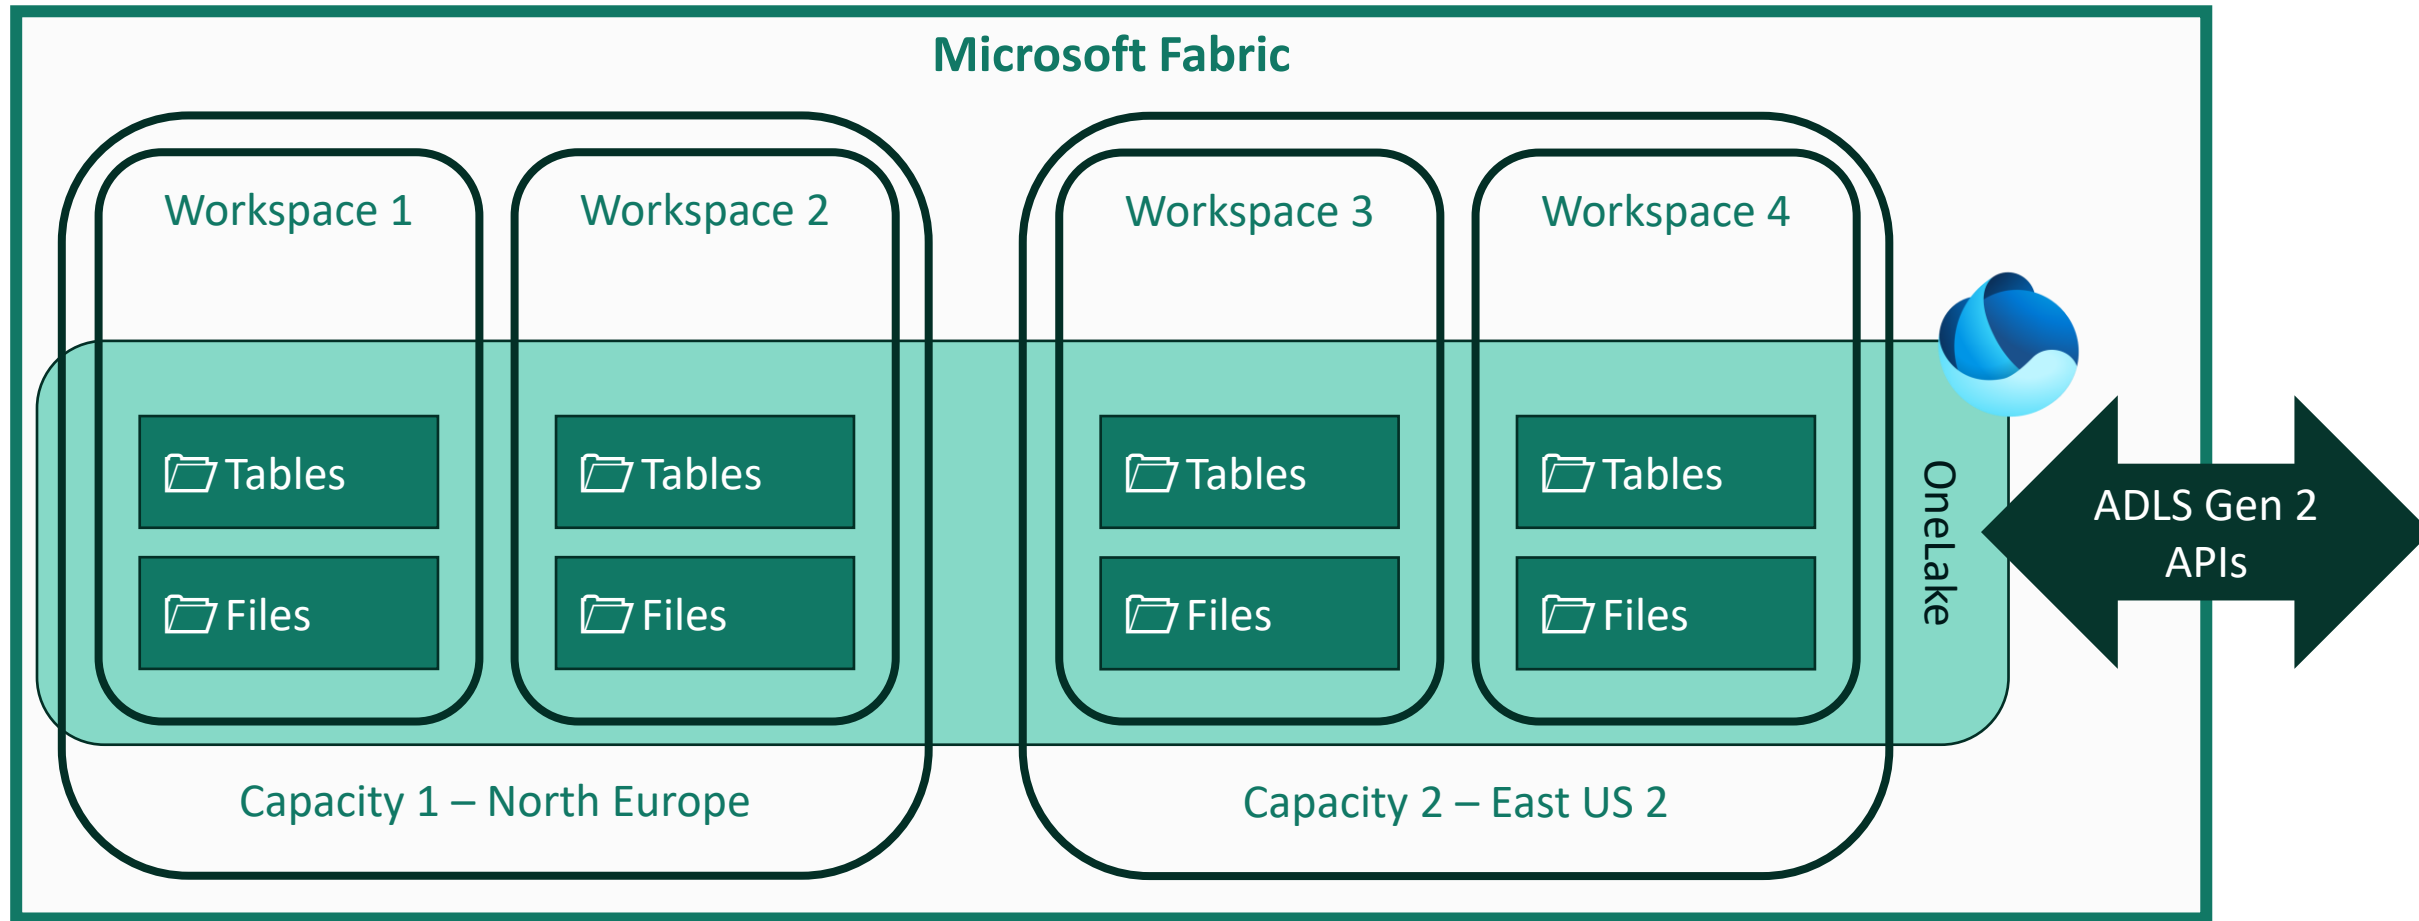 Microsoft Fabric
Workspace 1
Workspace 2
Workspace 3
Workspace 4
Tables
Tables
Tables
Tables
Files
Files
Files
Files
OneLake
ADLS Gen 2
APIs
Capacity 1 – North Europe
Capacity 2 – East US 2